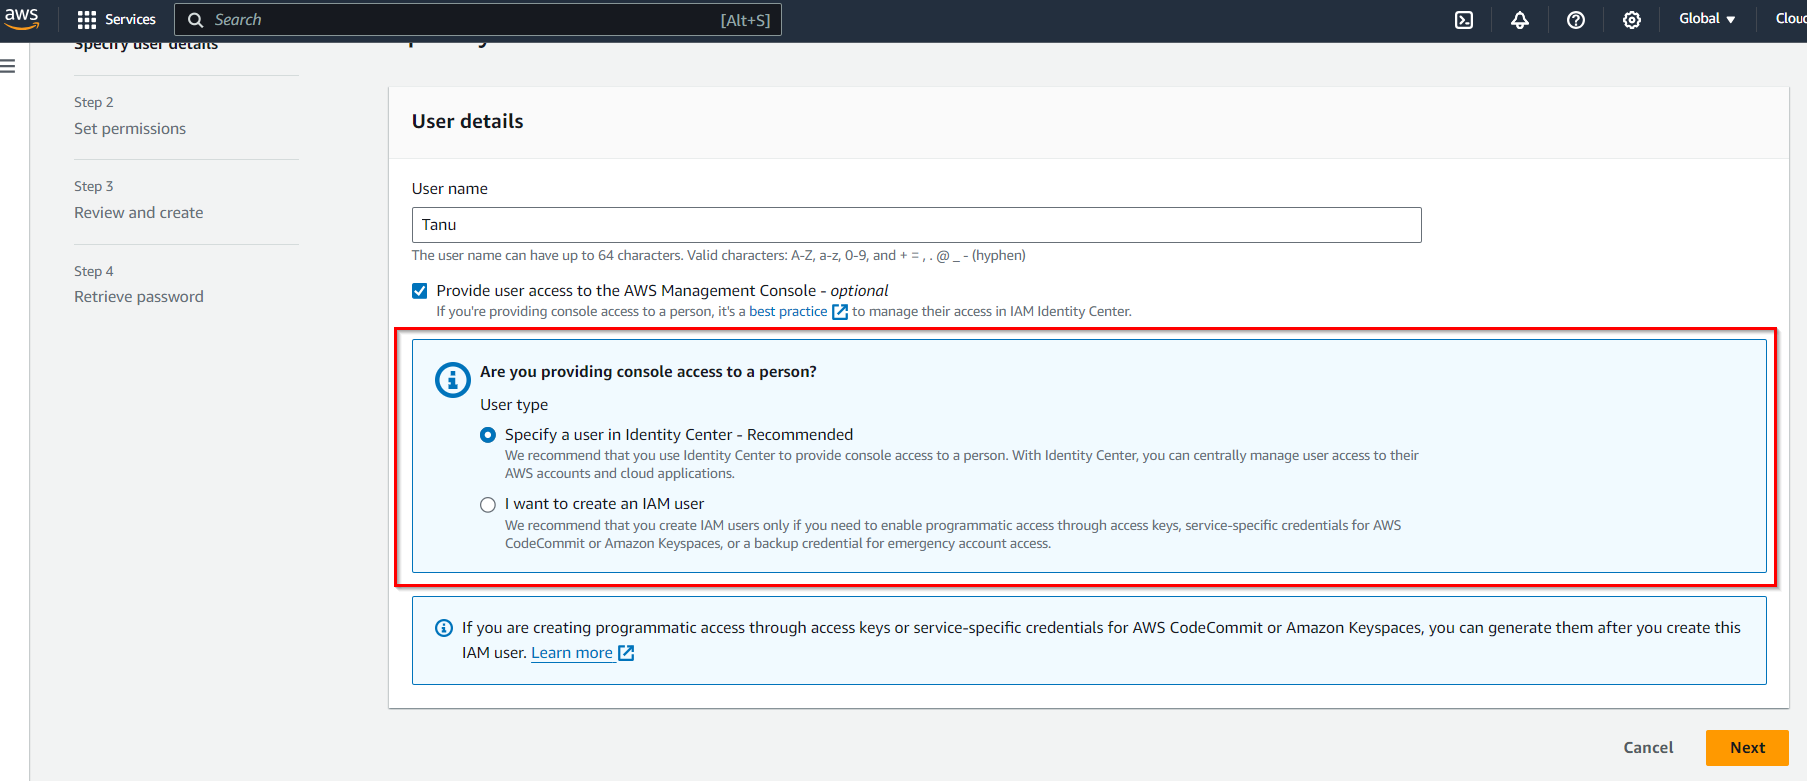 aws
Services
Search
[Alt+S]
Global
Clou
Specify user details
Step 2
Set permissions
Step 3
Review and create
Step 4
Retrieve password
User details
User name
Tanu
The user name can have up to 64 characters. Valid characters: A-Z, a-z, 0-9, and + = , . @ _ - (hyphen)
Provide user access to the AWS Management Console - optional
If you're providing console access to a person, it's a best practice to manage their access in IAM Identity Center.
Are you providing console access to a person?
User type
Specify a user in Identity Center - Recommended
We recommend that you use Identity Center to provide console access to a person. With Identity Center, you can centrally manage user access to their
AWS accounts and cloud applications.
I want to create an IAM user
We recommend that you create IAM users only if you need to enable programmatic access through access keys, service-specific credentials for AWS
CodeCommit or Amazon Keyspaces, or a backup credential for emergency account access.
If you are creating programmatic access through access keys or service-specific credentials for AWS CodeCommit or Amazon Keyspaces, you can generate them after you create this
IAM user. Learn more
Cancel
Next